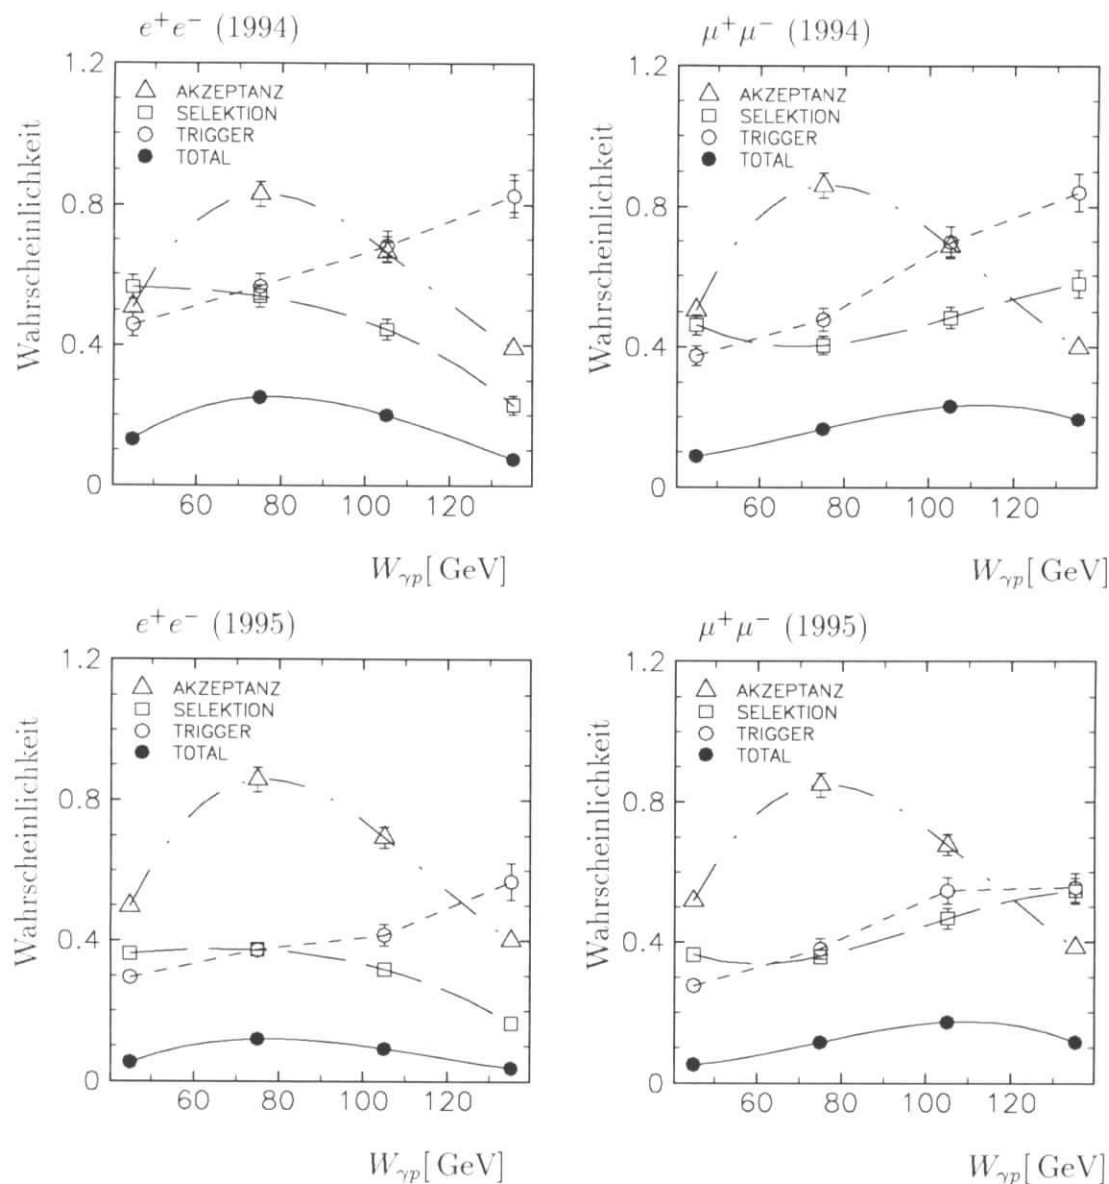 e⁺e⁻ (1994)
1.2
0.8
0.4
0
Wahrscheinlichkeit
AKZEPTANZ
SELEKTION
TRIGGER
TOTAL
60 80 100 120
W_γp[GeV]
μ⁺μ⁻ (1994)
1.2
0.8
0.4
0
Wahrscheinlichkeit
AKZEPTANZ
SELEKTION
TRIGGER
TOTAL
60 80 100 120
W_γp[GeV]
e⁺e⁻ (1995)
1.2
0.8
0.4
0
Wahrscheinlichkeit
AKZEPTANZ
SELEKTION
TRIGGER
TOTAL
60 80 100 120
W_γp[GeV]
μ⁺μ⁻ (1995)
1.2
0.8
0.4
0
Wahrscheinlichkeit
AKZEPTANZ
SELEKTION
TRIGGER
TOTAL
60 80 100 120
W_γp[GeV]